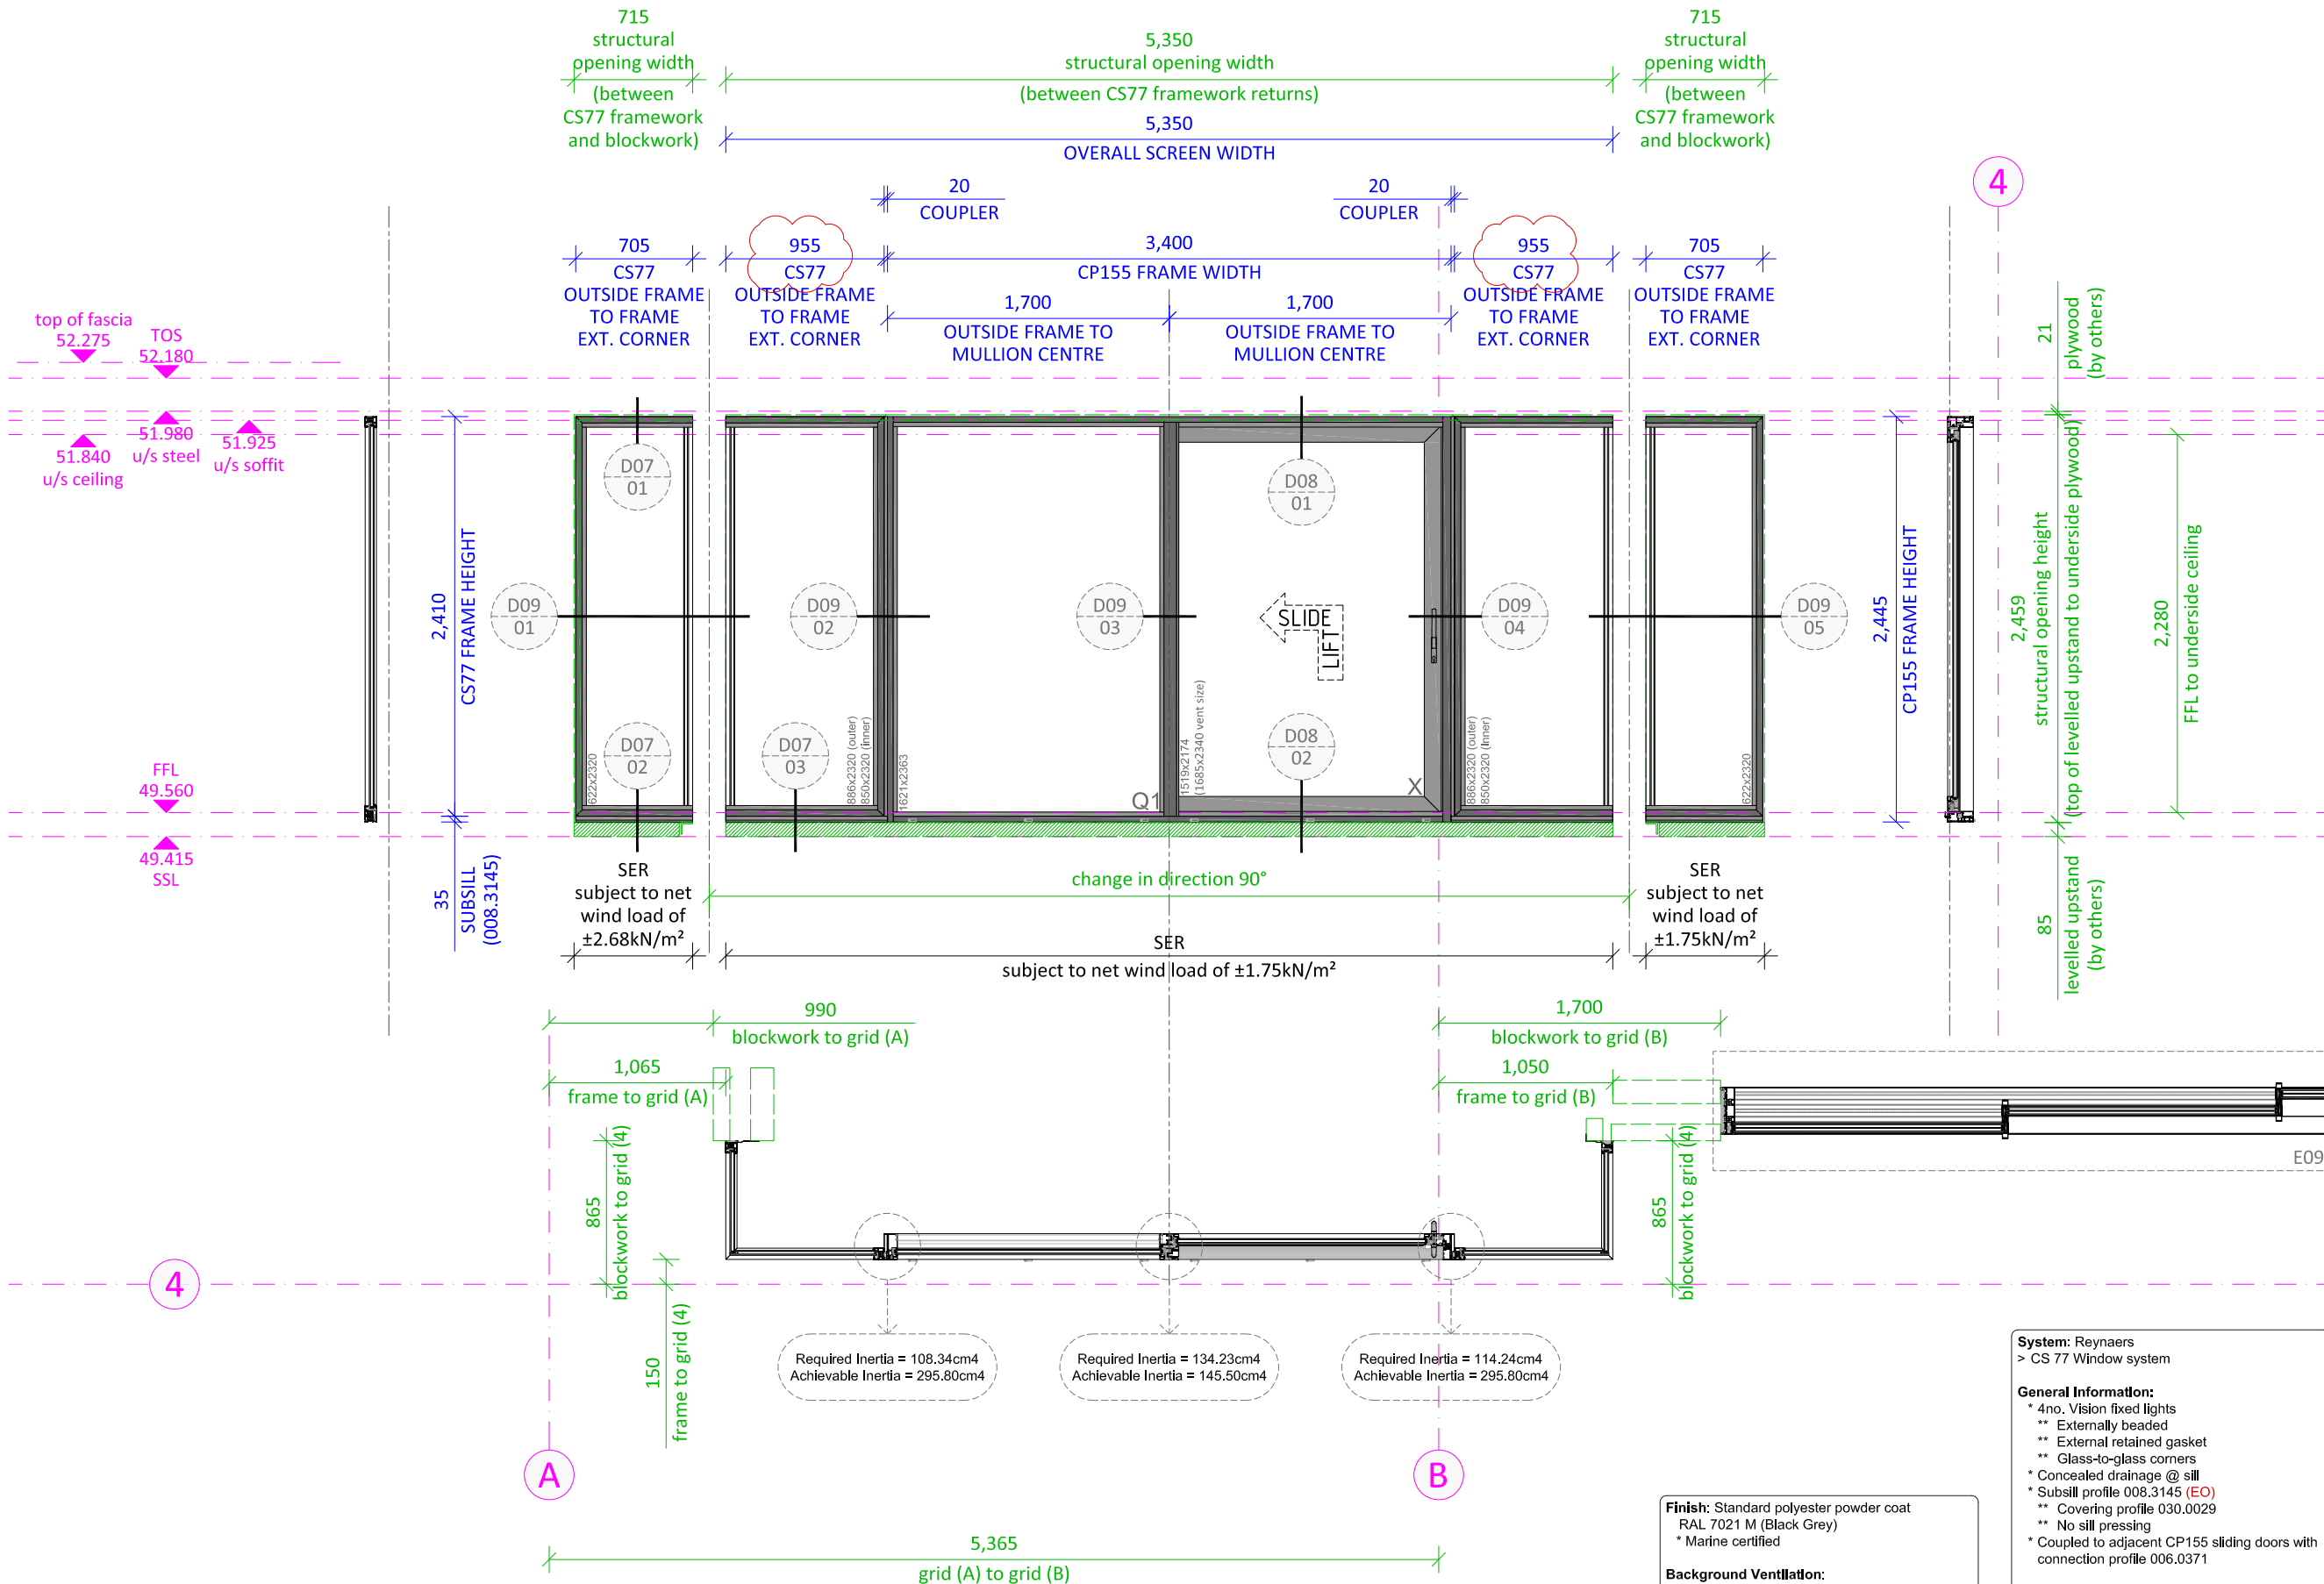 715
structural
opening width
(between
CS77 framework
and blockwork)
5,350
structural opening width
(between CS77 framework returns)
5,350
OVERALL SCREEN WIDTH
715
structural
opening width
(between
CS77 framework
and blockwork)
20
COUPLER
20
COUPLER
4
705
CS77
OUTSIDE FRAME
TO FRAME
EXT. CORNER
955
CS77
OUTSIDE FRAME
TO FRAME
EXT. CORNER
3,400
CP155 FRAME WIDTH
1,700
OUTSIDE FRAME TO
MULLION CENTRE
1,700
OUTSIDE FRAME TO
MULLION CENTRE
955
CS77
OUTSIDE FRAME
TO FRAME
EXT. CORNER
705
CS77
OUTSIDE FRAME
TO FRAME
EXT. CORNER
21
plywood
(by others)
top of fascia
52.275
TOS
52.180
51.980
u/s steel
51.925
u/s soffit
51.840
u/s ceiling
FFL
49.560
49.415
SSL
2,410
CS77 FRAME HEIGHT
35
SUBSILL
(008.3145)
D07
01
D08
01
D09
01
D09
02
D09
03
D09
04
D09
05
SLIDE
LIFT
D07
02
D07
03
D08
02
622x2320
886x2320 (outer)
850x2320 (inner)
1621x2363
Q1
1519x2174
(1685x2340 vent size)
X
886x2320 (outer)
850x2320 (inner)
622x2320
2,445
CP155 FRAME HEIGHT
2,459
structural opening height
(top of levelled upstand to underside plywood)
2,280
FFL to underside ceiling
85
levelled upstand
(by others)
SER
subject to net
wind load of
±2.68kN/m²
change in direction 90°
SER
subject to net wind load of ±1.75kN/m²
SER
subject to net
wind load of
±1.75kN/m²
990
blockwork to grid (A)
1,700
blockwork to grid (B)
1,065
frame to grid (A)
1,050
frame to grid (B)
865
blockwork to grid (4)
865
blockwork to grid (4)
E09
4
150
frame to grid (4)
Required Inertia = 108.34cm4
Achievable Inertia = 295.80cm4
Required Inertia = 134.23cm4
Achievable Inertia = 145.50cm4
Required Inertia = 114.24cm4
Achievable Inertia = 295.80cm4
A
B
5,365
grid (A) to grid (B)
Finish: Standard polyester powder coat
RAL 7021 M (Black Grey)
* Marine certified
Background Ventilation:
System: Reynaers
> CS 77 Window system
General Information:
* 4no. Vision fixed lights
** Externally beaded
** External retained gasket
** Glass-to-glass corners
* Concealed drainage @ sill
* Subsill profile 008.3145 (EO)
** Covering profile 030.0029
** No sill pressing
* Coupled to adjacent CP155 sliding doors with
connection profile 006.0371